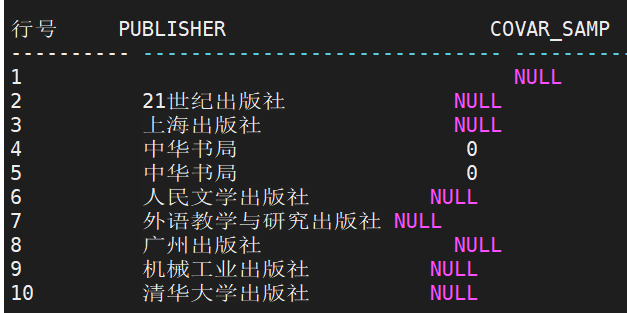 行号 PUBLISHER COVAR_SAMP
---------- ------------------------------ ----------
1 NULL
2 21世纪出版社 NULL
3 上海出版社 NULL
4 中华书局 0
5 中华书局 0
6 人民文学出版社 NULL
7 外语教学与研究出版社 NULL
8 广州出版社 NULL
9 机械工业出版社 NULL
10 清华大学出版社 NULL